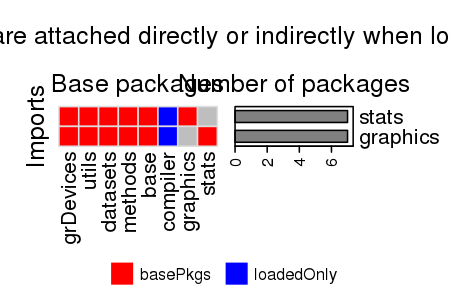 are attached directly or indirectly when lo
Base packages
Number of packages
Imports
stats
graphics
0 2 4 6
grDevices
utils
datasets
methods
base
compiler
graphics
stats
basePkgs
loadedOnly